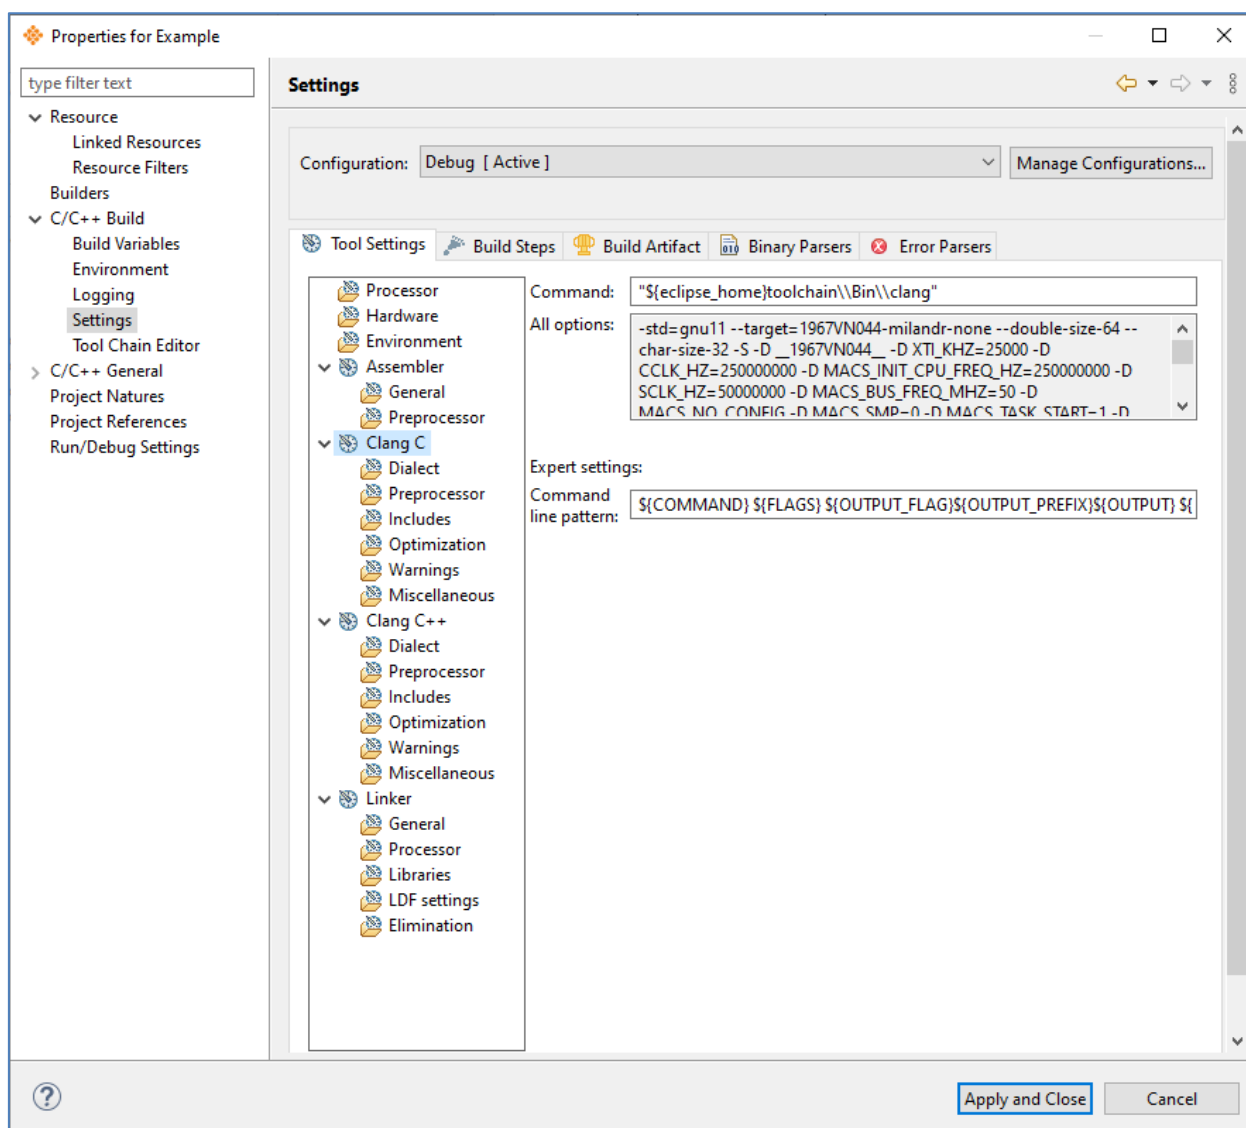 Properties for Example
type filter text
Resource
Linked Resources
Resource Filters
Builders
C/C++ Build
Build Variables
Environment
Logging
Settings
Tool Chain Editor
C/C++ General
Project Natures
Project References
Run/Debug Settings
Settings
Configuration: Debug [ Active ] Manage Configurations...
Tool Settings Build Steps Build Artifact Binary Parsers Error Parsers
Processor
Hardware
Environment
Assembler
General
Preprocessor
Clang C
Dialect
Preprocessor
Includes
Optimization
Warnings
Miscellaneous
Clang C++
Dialect
Preprocessor
Includes
Optimization
Warnings
Miscellaneous
Linker
General
Processor
Libraries
LDF settings
Elimination
Command: "${eclipse_home}toolchain\\Bin\\clang"
All options: -std=gnu11 --target=1967VN044-milandr-none --double-size-64 --
char-size-32 -S -D __1967VN044__ -D XTI_KHZ=25000 -D
CCLK_HZ=250000000 -D MACS_INIT_CPU_FREQ_HZ=250000000 -D
SCLK_HZ=50000000 -D MACS_BUS_FREQ_MHZ=50 -D
MACS_NO_CONFIG -D MACS_SMP=0 -D MACS_TASK_START=1 -D
Expert settings:
Command
line pattern: ${COMMAND} ${FLAGS} ${OUTPUT_FLAG}${OUTPUT_PREFIX}${OUTPUT} ${
Apply and Close Cancel